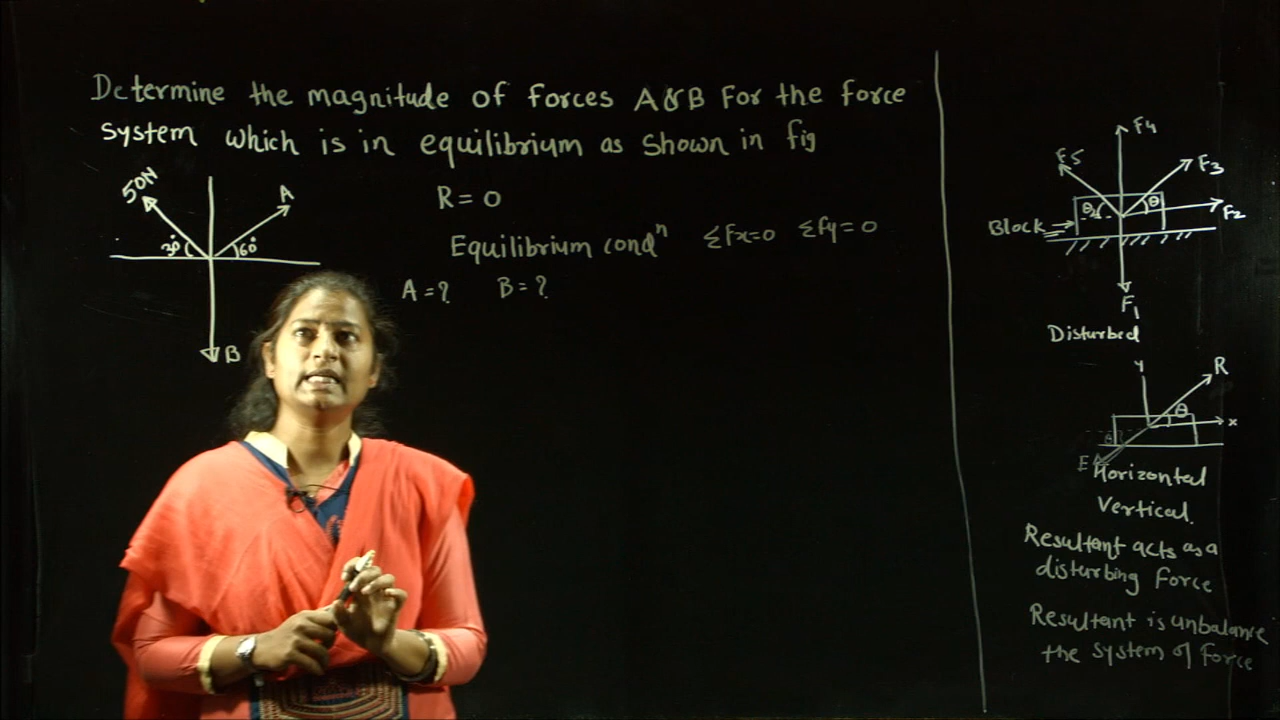 Determine the magnitude of forces A&B For the force
System which is in equilibrium as shown in fig
50N
A
30°
60°
B
R = 0
Equilibrium condⁿ ΣFx=0 ΣFy=0
A=? B=?
F4
F5
F3
θ2
θ
F2
Block
F1
Disturbed
y
R
θ
x
θ
E
Horizontal
Vertical.
Resultant acts as a
disturbing force
Resultant is unbalance
the system of force